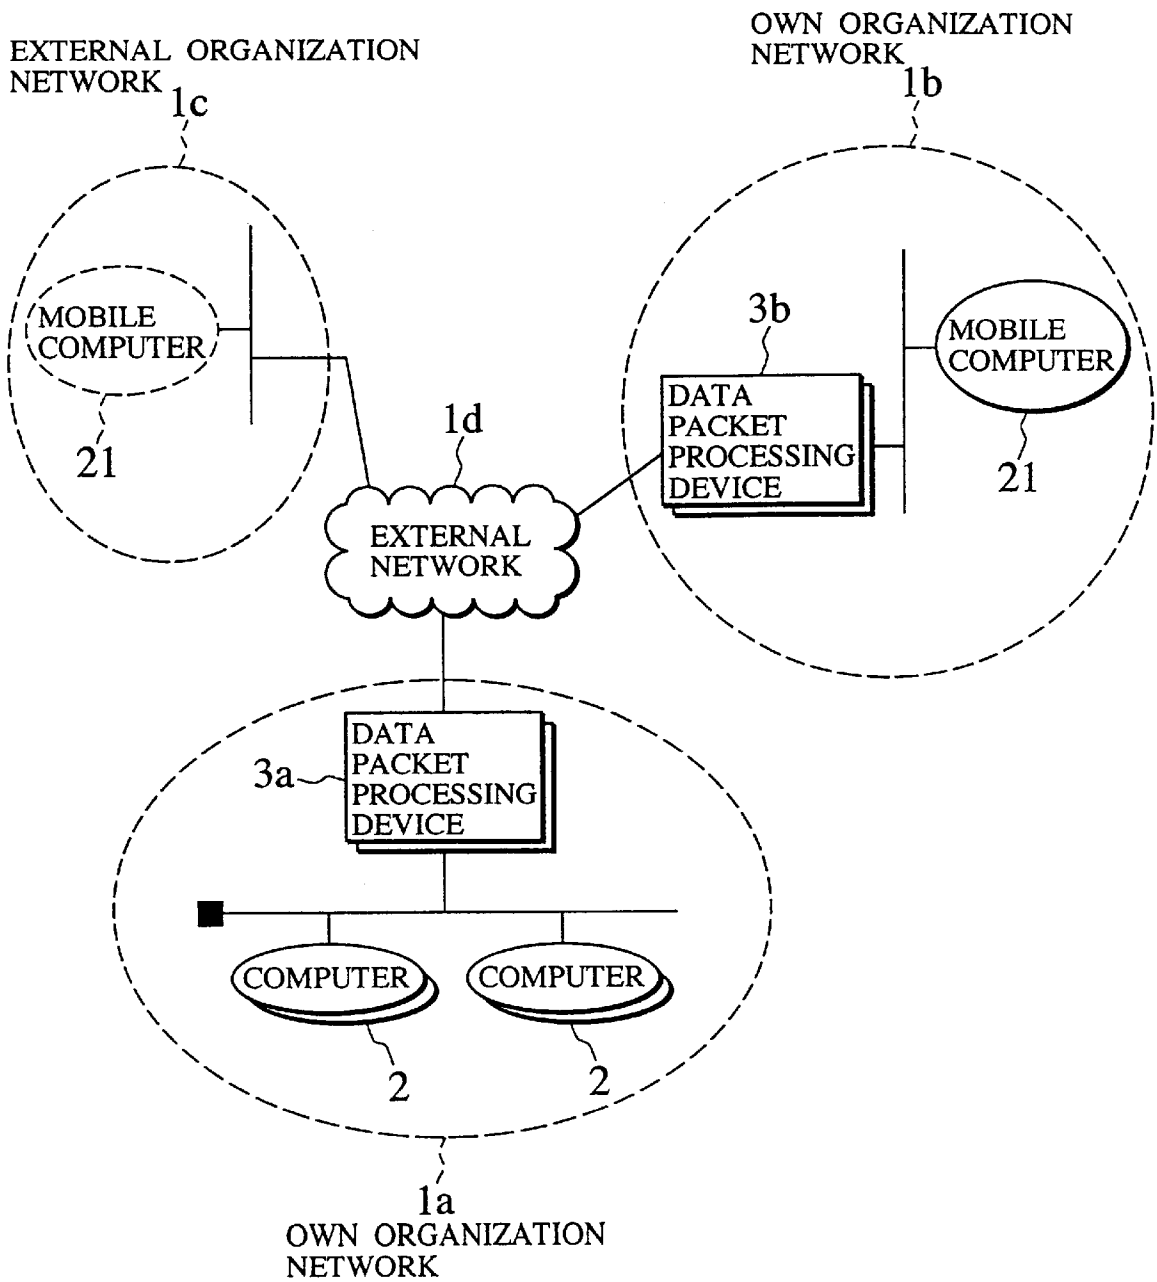 OWN ORGANIZATION
NETWORK
1b
EXTERNAL ORGANIZATION
NETWORK
1c
MOBILE
COMPUTER
21
3b
DATA
PACKET
PROCESSING
DEVICE
MOBILE
COMPUTER
21
1d
EXTERNAL
NETWORK
3a
DATA
PACKET
PROCESSING
DEVICE
COMPUTER
COMPUTER
2
2
1a
OWN ORGANIZATION
NETWORK